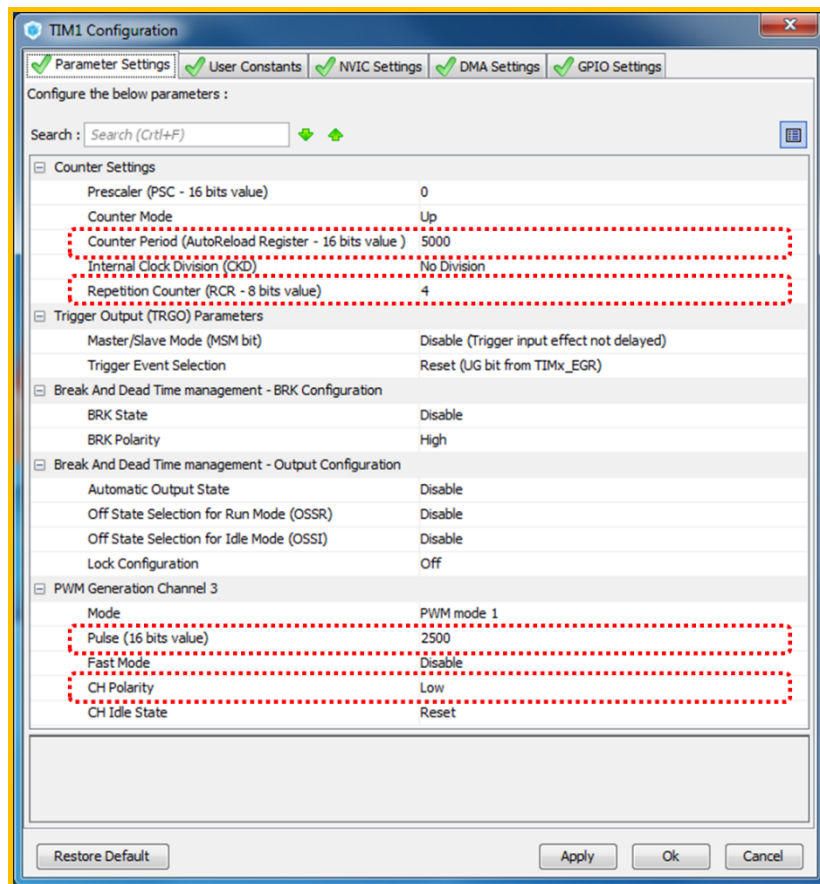 TIM1 Configuration
Parameter Settings User Constants NVIC Settings DMA Settings GPIO Settings
Configure the below parameters :
Search : Search (Crtl+F)
Counter Settings
Prescaler (PSC - 16 bits value) 0
Counter Mode Up
Counter Period (AutoReload Register - 16 bits value ) 5000
Internal Clock Division (CKD) No Division
Repetition Counter (RCR - 8 bits value) 4
Trigger Output (TRGO) Parameters
Master/Slave Mode (MSM bit) Disable (Trigger input effect not delayed)
Trigger Event Selection Reset (UG bit from TIMx_EGR)
Break And Dead Time management - BRK Configuration
BRK State Disable
BRK Polarity High
Break And Dead Time management - Output Configuration
Automatic Output State Disable
Off State Selection for Run Mode (OSSR) Disable
Off State Selection for Idle Mode (OSSI) Disable
Lock Configuration Off
PWM Generation Channel 3
Mode PWM mode 1
Pulse (16 bits value) 2500
Fast Mode Disable
CH Polarity Low
CH Idle State Reset
Restore Default Apply Ok Cancel